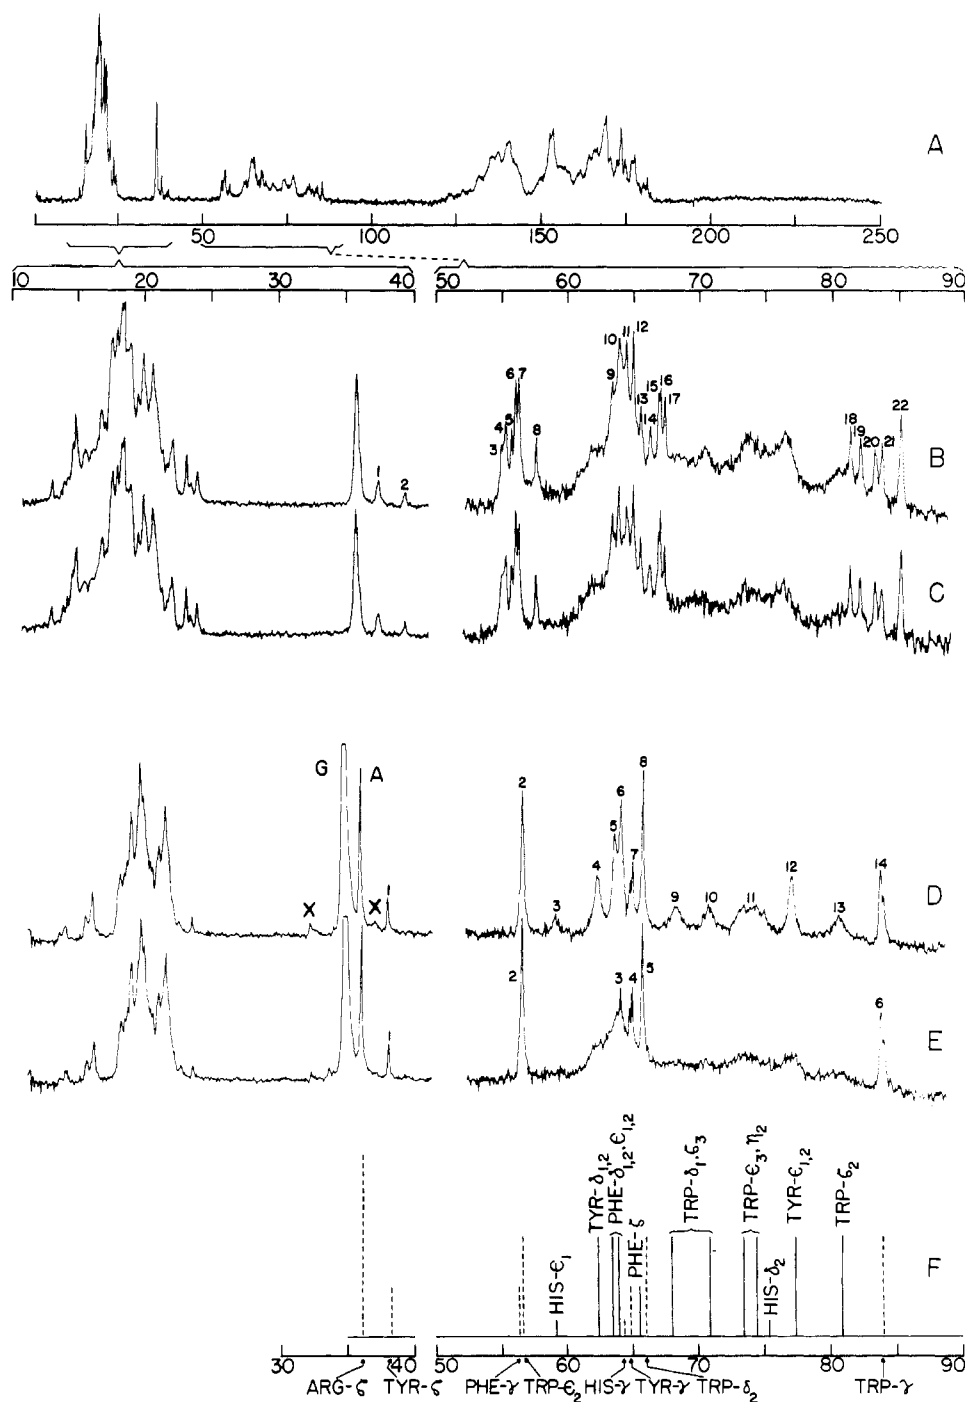 A
50 100 150 200 250
10 20 30 40 50 60 70 80 90
2 3 4 5 6 7 8 9 10 11 12 13 14 15 16 17 18 19 20 21 22
B
C
G A X X
2 3 4 5 6 7 8 9 10 11 12 13 14
D
2 3 4 5 6
E
HIS-ε1 TYR-δ1,2 PHE-δ1,2,ε1,2 PHE-ζ TRP-δ1,ζ3 TRP-ε3,η2 HIS-δ2 TYR-ε1,2 TRP-ζ2
F
30 40 50 60 70 80 90
ARG-ζ TYR-ζ PHE-γ TRP-ε2 HIS-γ TYR-γ TRP-δ2 TRP-γ